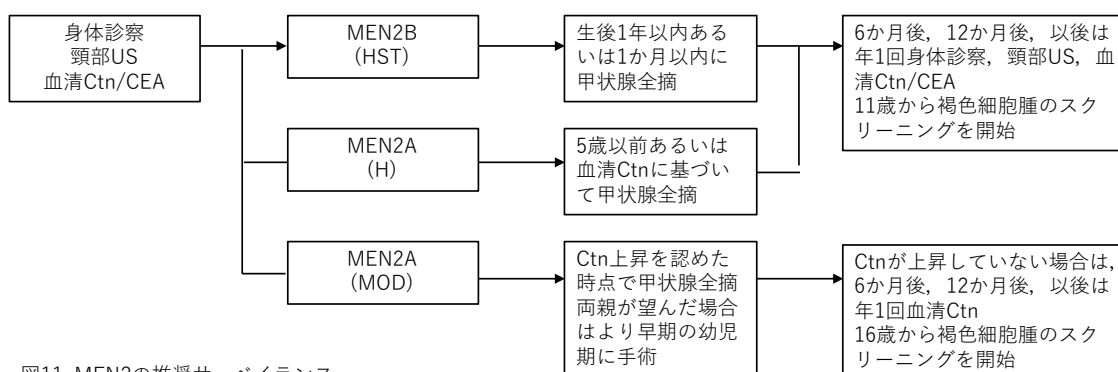 身体診察
頸部US
血清Ctn/CEA
MEN2B
(HST)
生後1年以内ある
いは1か月以内に
甲状腺全摘
6か月後，12か月後，以後は
年1回身体診察，頸部US，血
清Ctn/CEA
11歳から褐色細胞腫のスク
リーニングを開始
MEN2A
(H)
5歳以前あるいは
血清Ctnに基づい
て甲状腺全摘
MEN2A
(MOD)
Ctn上昇を認めた
時点で甲状腺全摘
両親が望んだ場合
はより早期の幼児
期に手術
Ctnが上昇していない場合は，
6か月後，12か月後，以後は
年1回血清Ctn
16歳から褐色細胞腫のスク
リーニングを開始